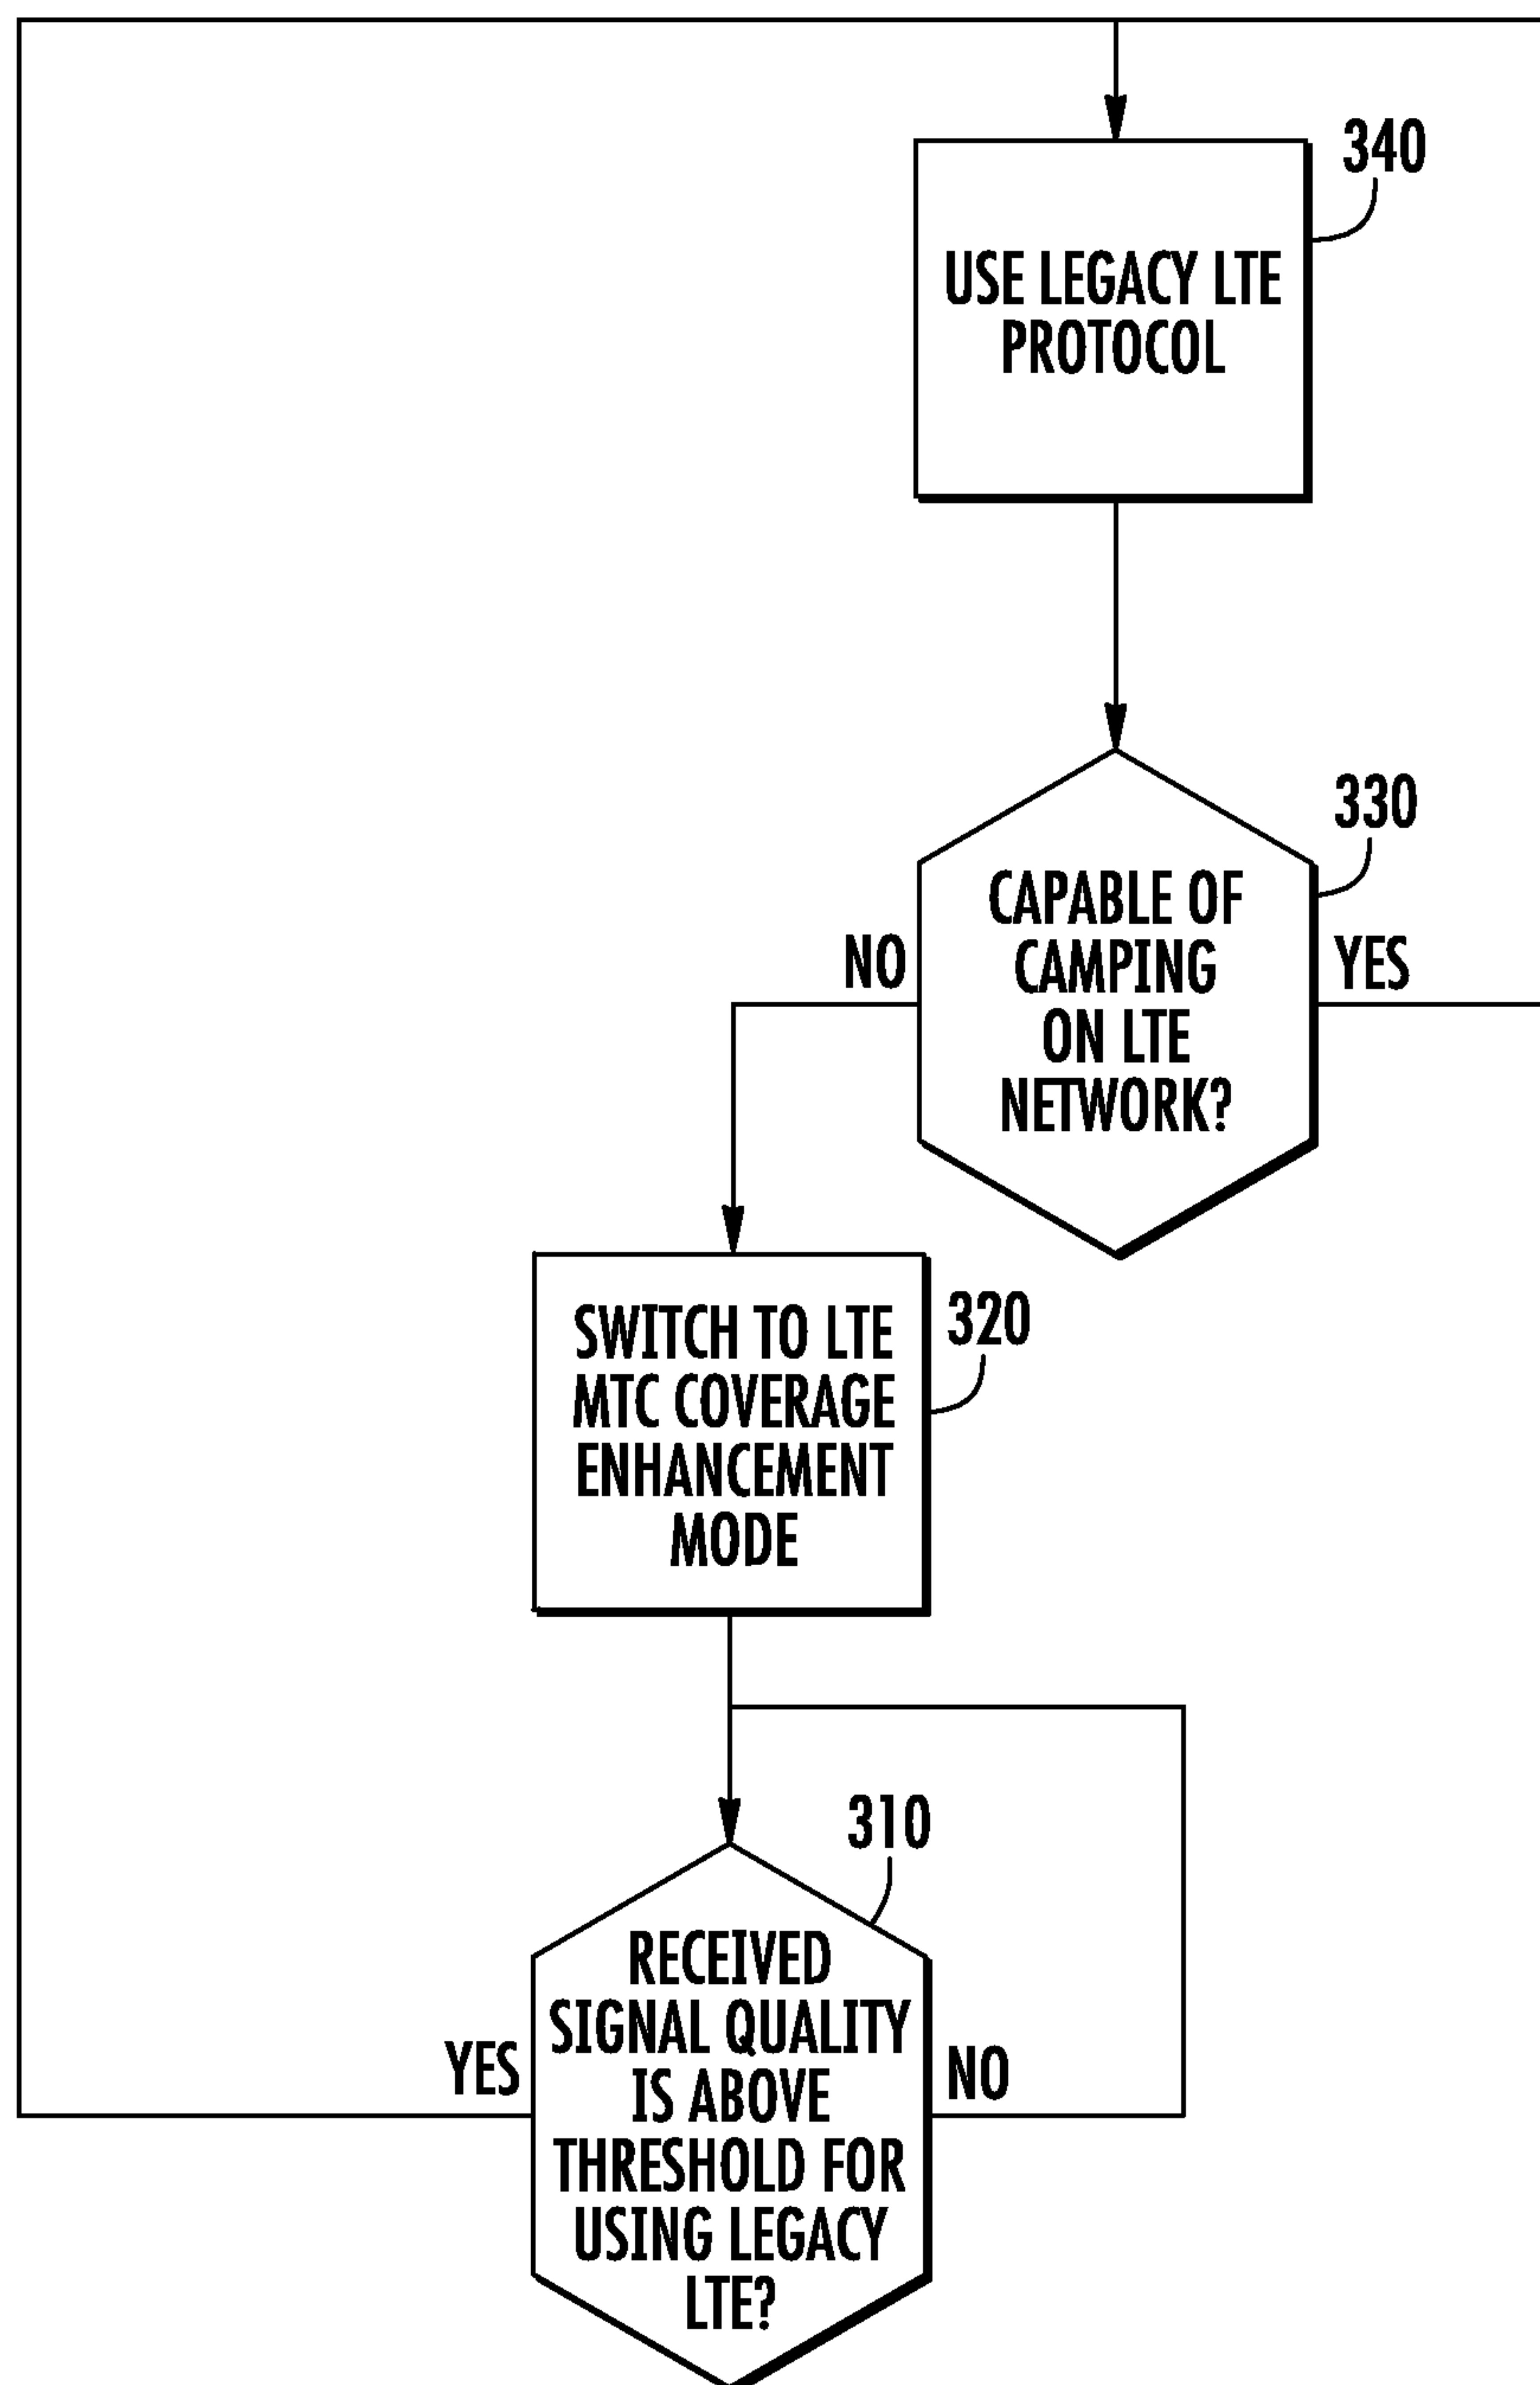 340
USE LEGACY LTE
PROTOCOL
330
CAPABLE OF
CAMPING
ON LTE
NETWORK?
NO
YES
SWITCH TO LTE
MTC COVERAGE
ENHANCEMENT
MODE
320
310
RECEIVED
SIGNAL QUALITY
IS ABOVE
THRESHOLD FOR
USING LEGACY
LTE?
YES
NO